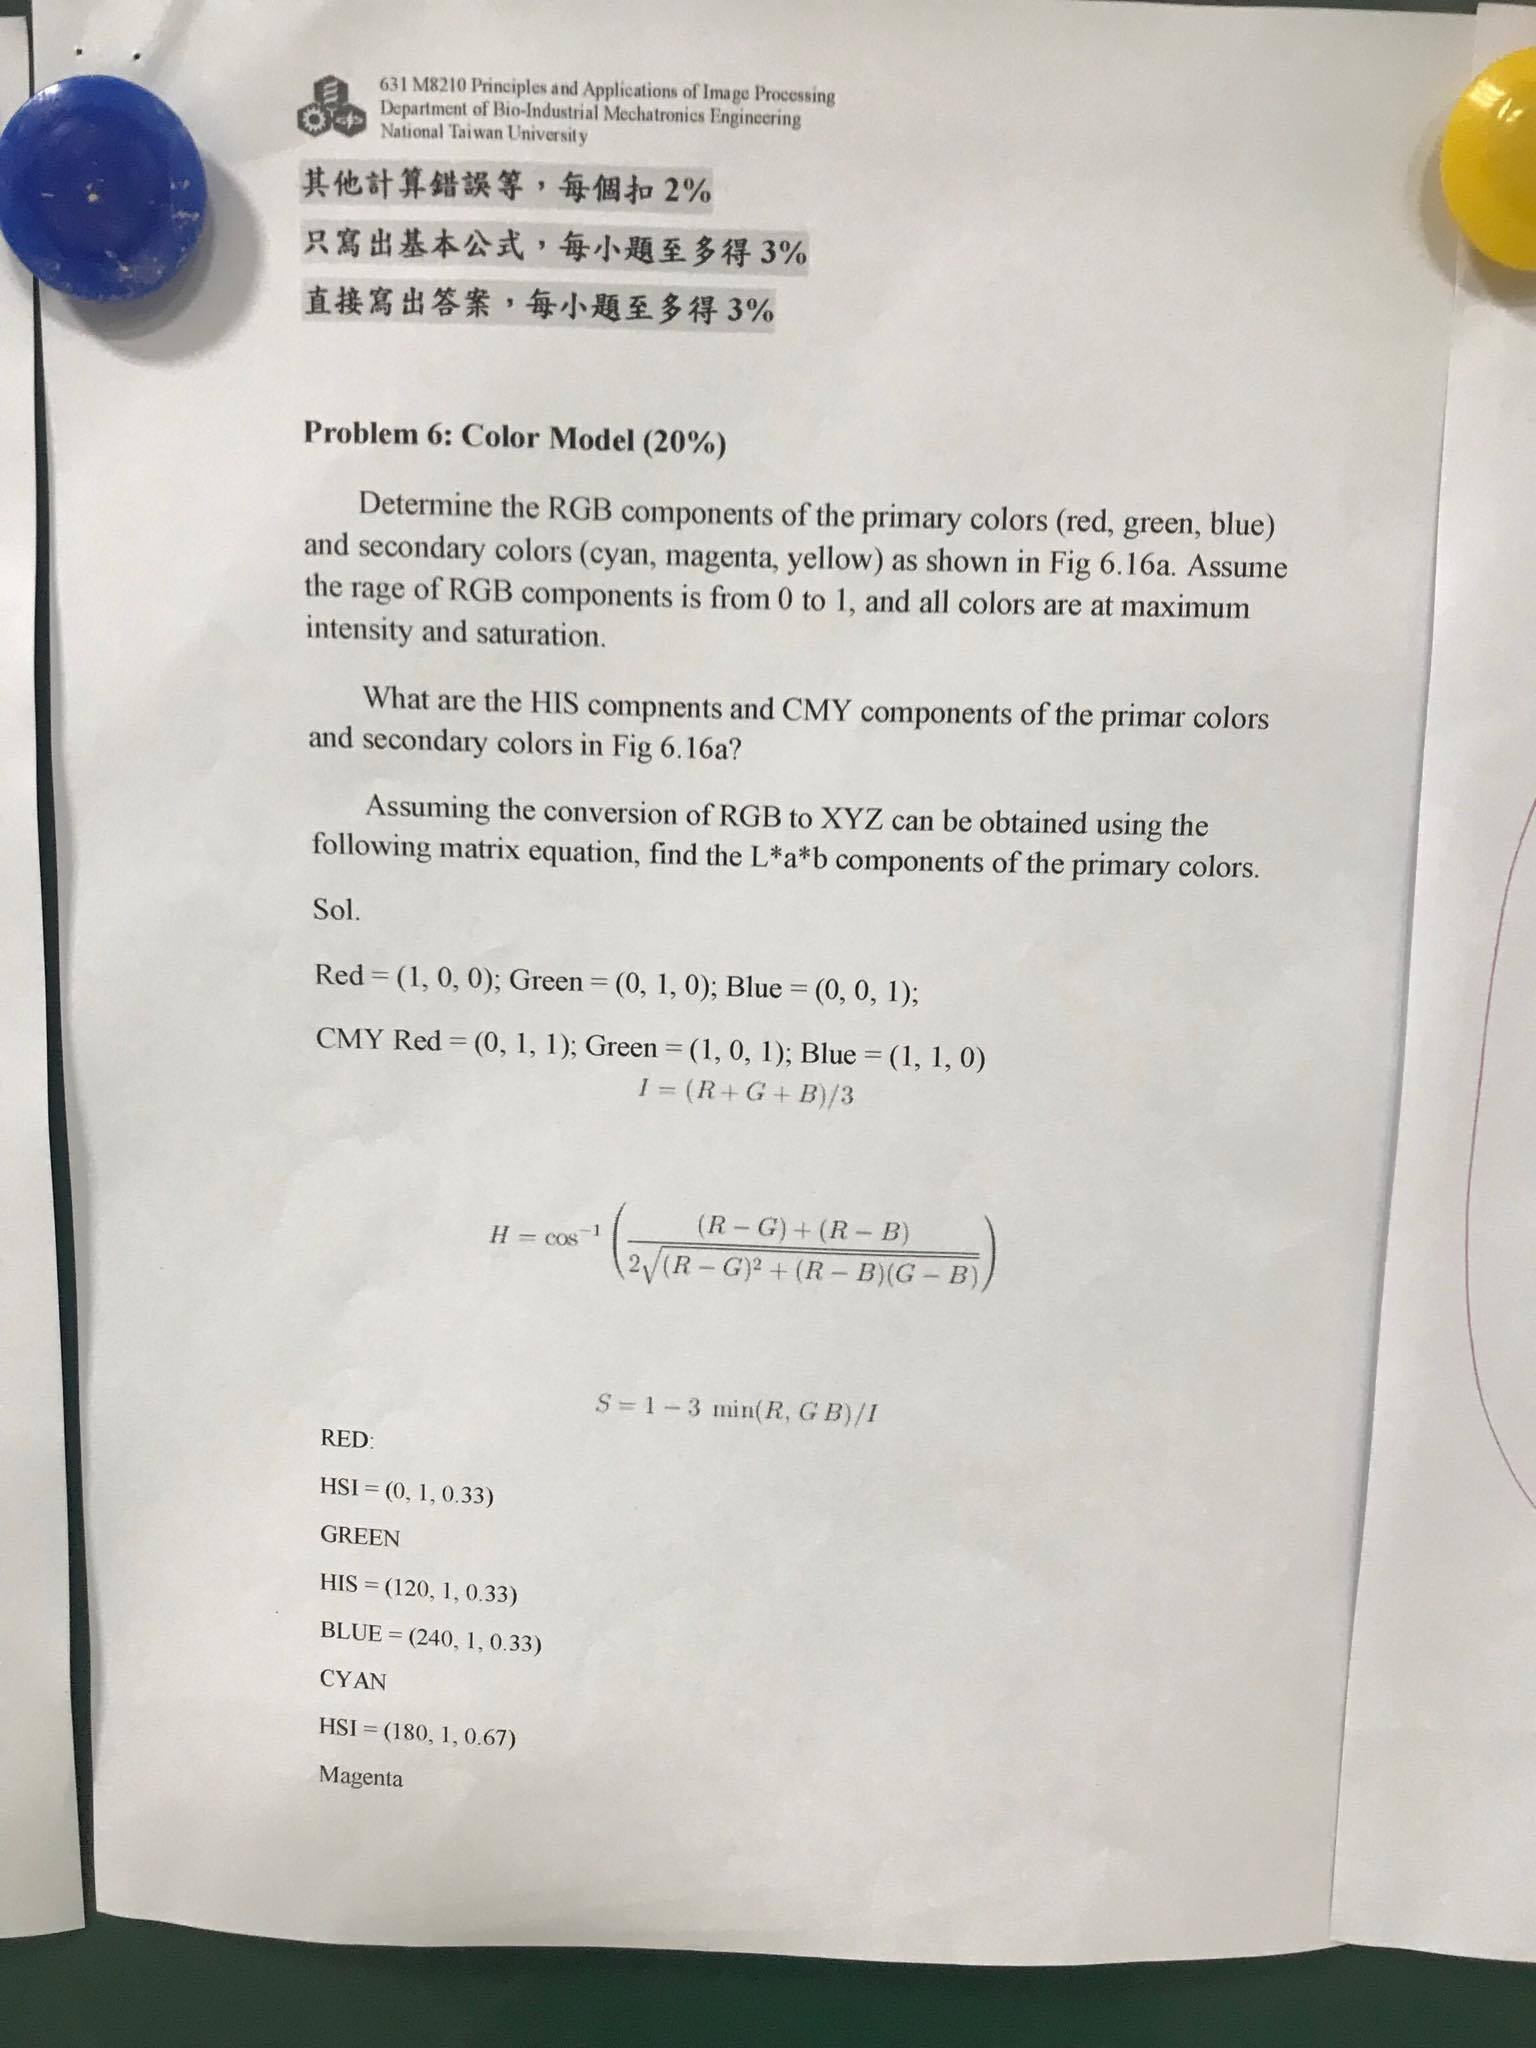 631 M8210 Principles and Applications of Image Processing
Department of Bio-Industrial Mechatronics Engineering
National Taiwan University
其他計算錯誤等，每個扣 2%
只寫出基本公式，每小題至多得 3%
直接寫出答案，每小題至多得 3%
Problem 6: Color Model (20%)
Determine the RGB components of the primary colors (red, green, blue)
and secondary colors (cyan, magenta, yellow) as shown in Fig 6.16a. Assume
the rage of RGB components is from 0 to 1, and all colors are at maximum
intensity and saturation.
What are the HIS compnents and CMY components of the primar colors
and secondary colors in Fig 6.16a?
Assuming the conversion of RGB to XYZ can be obtained using the
following matrix equation, find the L*a*b components of the primary colors.
Sol.
Red = (1, 0, 0); Green = (0, 1, 0); Blue = (0, 0, 1);
CMY Red = (0, 1, 1); Green = (1, 0, 1); Blue = (1, 1, 0)
I = (R + G + B)/3
H = cos⁻¹ ( (R − G) + (R − B) / 2√(R − G)² + (R − B)(G − B) )
S = 1 − 3 min(R, G B)/I
RED:
HSI = (0, 1, 0.33)
GREEN
HIS = (120, 1, 0.33)
BLUE = (240, 1, 0.33)
CYAN
HSI = (180, 1, 0.67)
Magenta